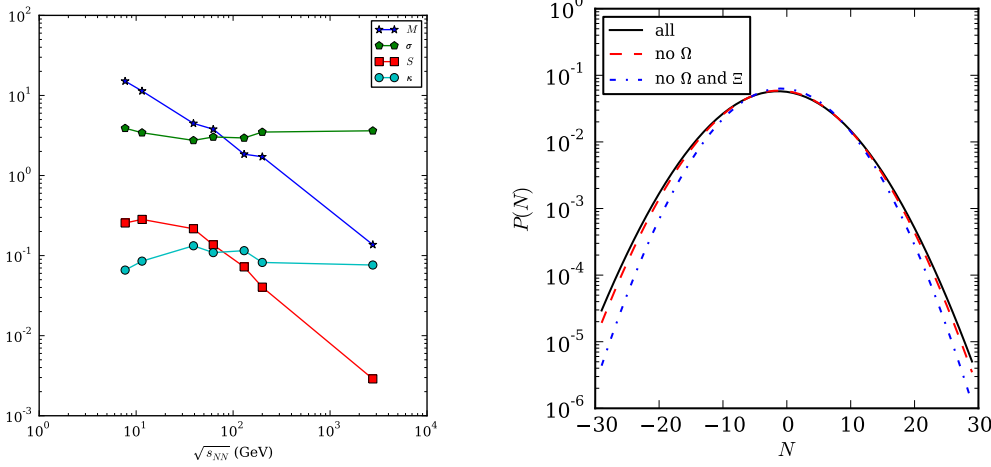 10^2
10^1
10^0
10^-1
10^-2
10^-3
10^0 10^1 10^2 10^3 10^4
√s_NN (GeV)
M
σ
S
κ
10^0
10^-1
10^-2
10^-3
10^-4
10^-5
10^-6
P(N)
all
no Ω
no Ω and Ξ
−30 −20 −10 0 10 20 30
N